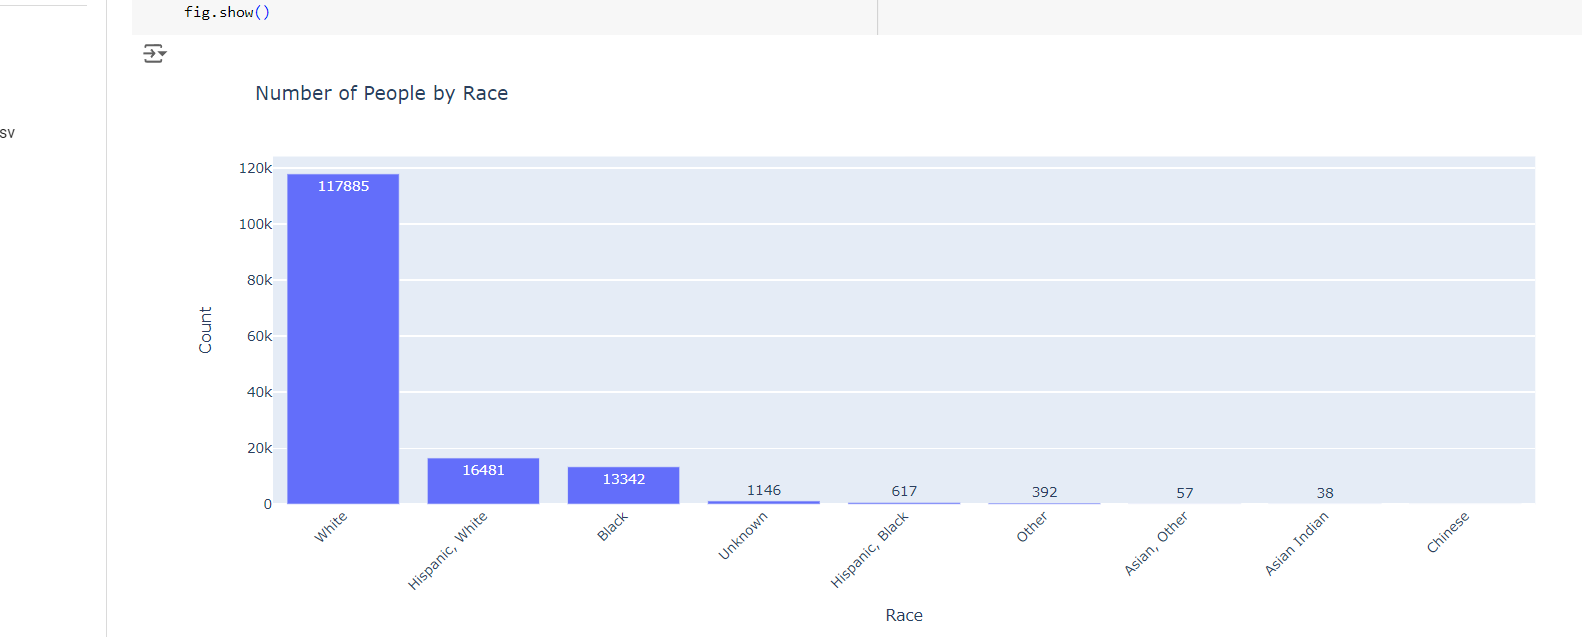 fig.show()
sv
Number of People by Race
120k
100k
80k
60k
40k
20k
0
Count
117885
16481
13342
1146
617
392
57
38
White
Hispanic, White
Black
Unknown
Hispanic, Black
Other
Asian, Other
Asian Indian
Chinese
Race